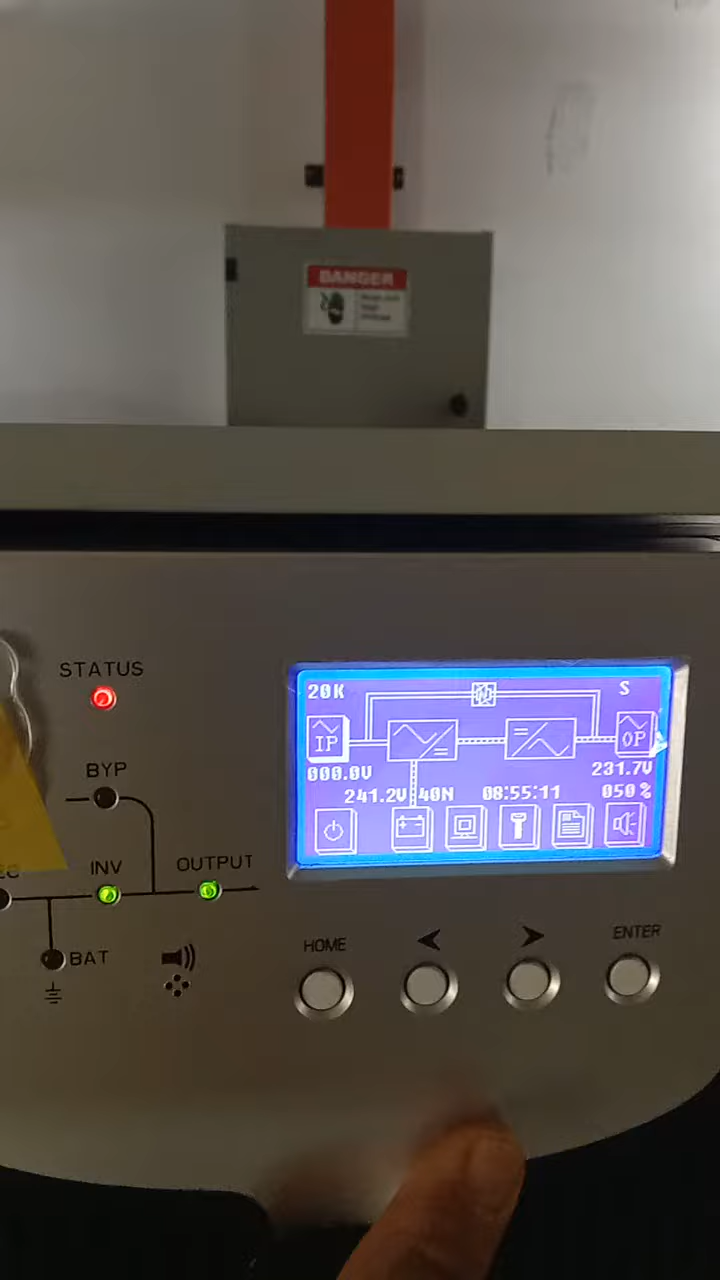 DANGER
STATUS
20K
S
IP
OP
BYP
000.0V
231.7V
241.2V
40N
08:55:11
050%
INV
OUTPUT
BAT
HOME
ENTER